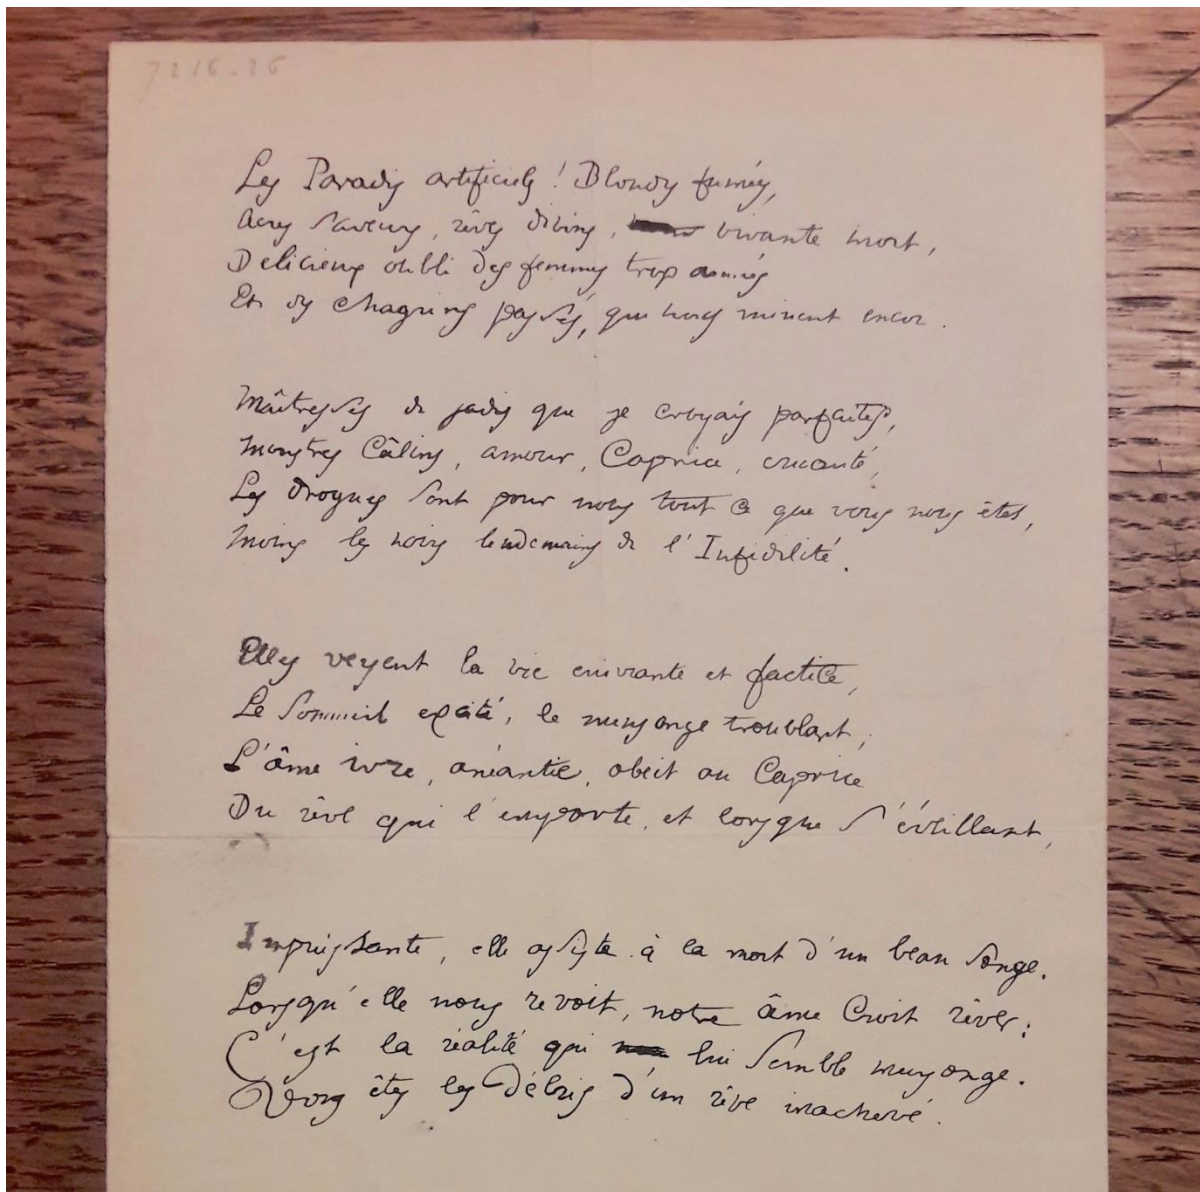 7216-26
Les Paradis artificiels ! Blondes fumées,
Acres saveurs, rêves divins, vivante mort,
Délicieux oubli des femmes trop aimées
Et des chagrins passés, qui nous minent encor.
Maîtresses de jadis que je croyais parfaites,
Monstres Câlins, amour, Caprice, cruauté,
Les drogues sont pour nous tout ce que vous nous êtes,
Moins les noirs lendemains de l'Infidélité.
Elles versent la vie enivrante et factice,
Le Sommeil excité, le mensonge troublant,
L'âme ivre, anéantie, obeit au Caprice
Du rêve qui l'emporte, et lorsque s'éveillant,
Impuissante, elle assiste à la mort d'un beau Songe.
Lorsqu'elle nous revoit, notre âme Croit rêver :
C'est la réalité qui lui Semble mensonge.
Vous êtes les débris d'un rêve inachevé.